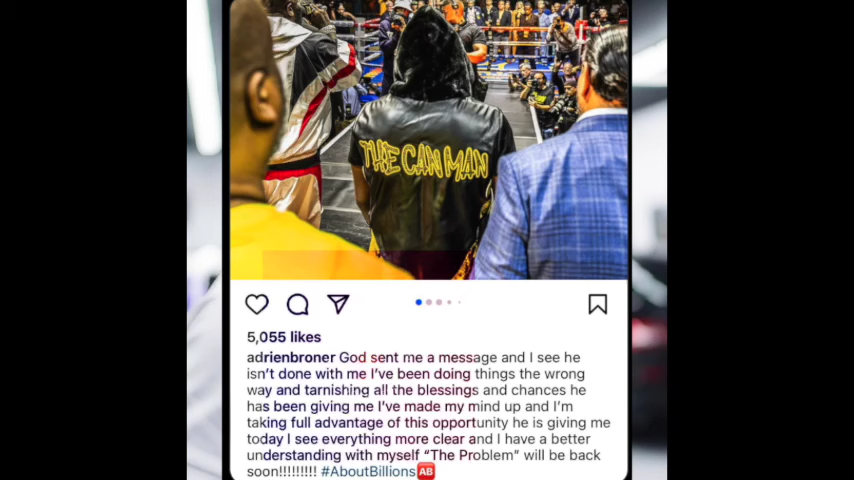 THE CAN MAN
5,055 likes
adrienbroner God sent me a message and I see he
isn't done with me I've been doing things the wrong
way and tarnishing all the blessings and chances he
has been giving me I've made my mind up and I'm
taking full advantage of this opportunity he is giving me
today I see everything more clear and I have a better
understanding with myself “The Problem” will be back
soon!!!!!!!!! #AboutBillions🆎